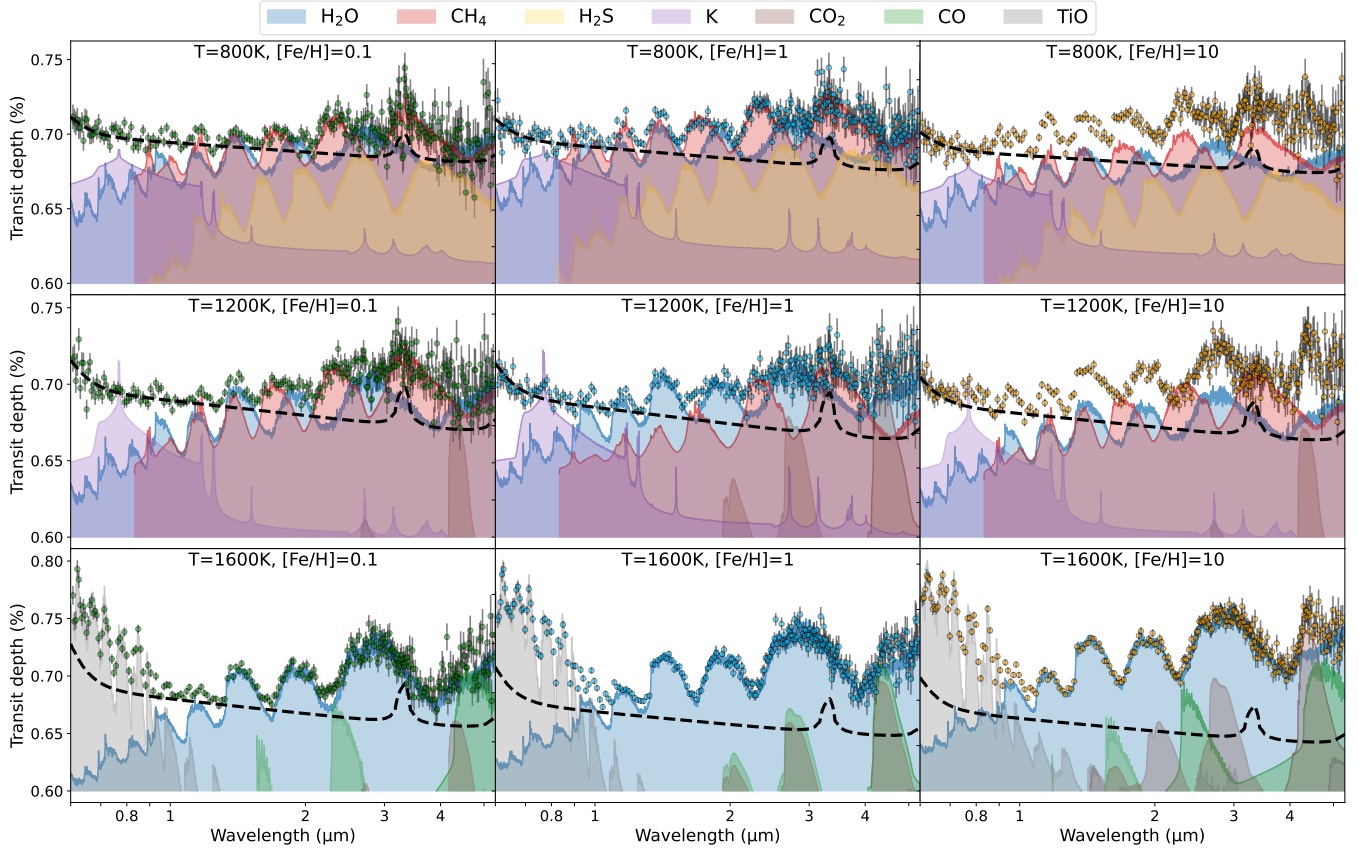 H₂O CH₄ H₂S K CO₂ CO TiO
T=800K, [Fe/H]=0.1 T=800K, [Fe/H]=1 T=800K, [Fe/H]=10
0.75
0.70
0.65
0.60
Transit depth (%)
T=1200K, [Fe/H]=0.1 T=1200K, [Fe/H]=1 T=1200K, [Fe/H]=10
0.75
0.70
0.65
0.60
Transit depth (%)
T=1600K, [Fe/H]=0.1 T=1600K, [Fe/H]=1 T=1600K, [Fe/H]=10
0.80
0.75
0.70
0.65
0.60
Transit depth (%)
0.8 1 2 3 4 0.8 1 2 3 4 0.8 1 2 3 4
Wavelength (μm) Wavelength (μm) Wavelength (μm)